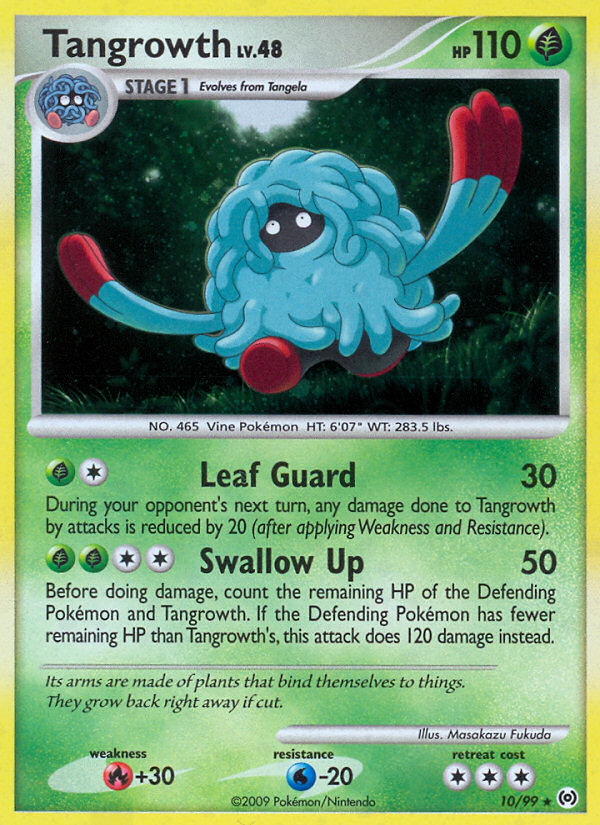 Tangrowth LV.48 HP 110
STAGE 1 Evolves from Tangela
NO. 465 Vine Pokémon HT: 6'07" WT: 283.5 lbs.
Leaf Guard 30
During your opponent's next turn, any damage done to Tangrowth
by attacks is reduced by 20 (after applying Weakness and Resistance).
Swallow Up 50
Before doing damage, count the remaining HP of the Defending
Pokémon and Tangrowth. If the Defending Pokémon has fewer
remaining HP than Tangrowth's, this attack does 120 damage instead.
Its arms are made of plants that bind themselves to things.
They grow back right away if cut.
Illus. Masakazu Fukuda
weakness resistance retreat cost
+30 -20
©2009 Pokémon/Nintendo 10/99 ★